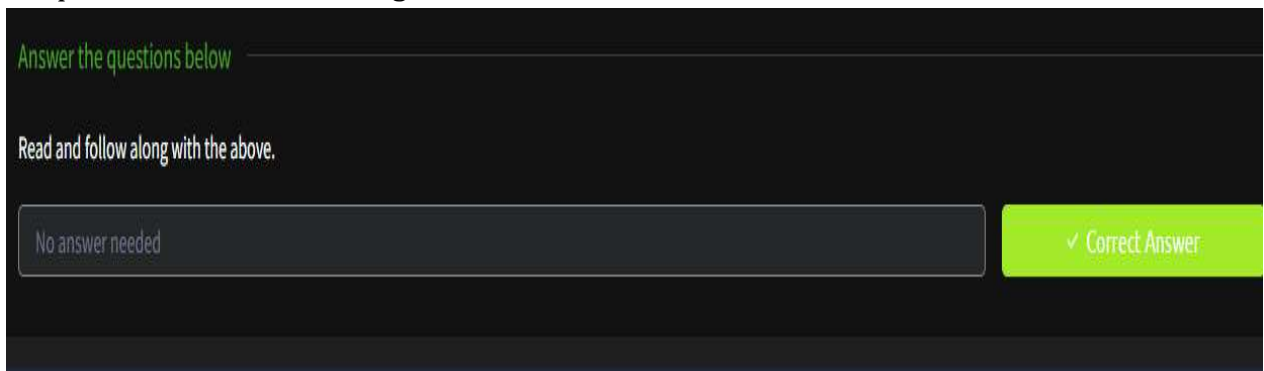 Answer the questions below
Read and follow along with the above.
No answer needed
✓ Correct Answer